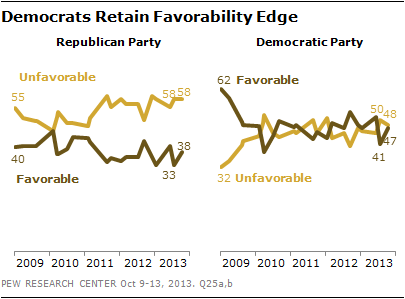 Democrats Retain Favorability Edge
Republican Party
Democratic Party
Unfavorable
55
58
58
40
Favorable
33
38
2009 2010 2011 2012 2013
62
Favorable
50
48
47
41
32
Unfavorable
2009 2010 2011 2012 2013
PEW RESEARCH CENTER Oct 9-13, 2013. Q25a,b